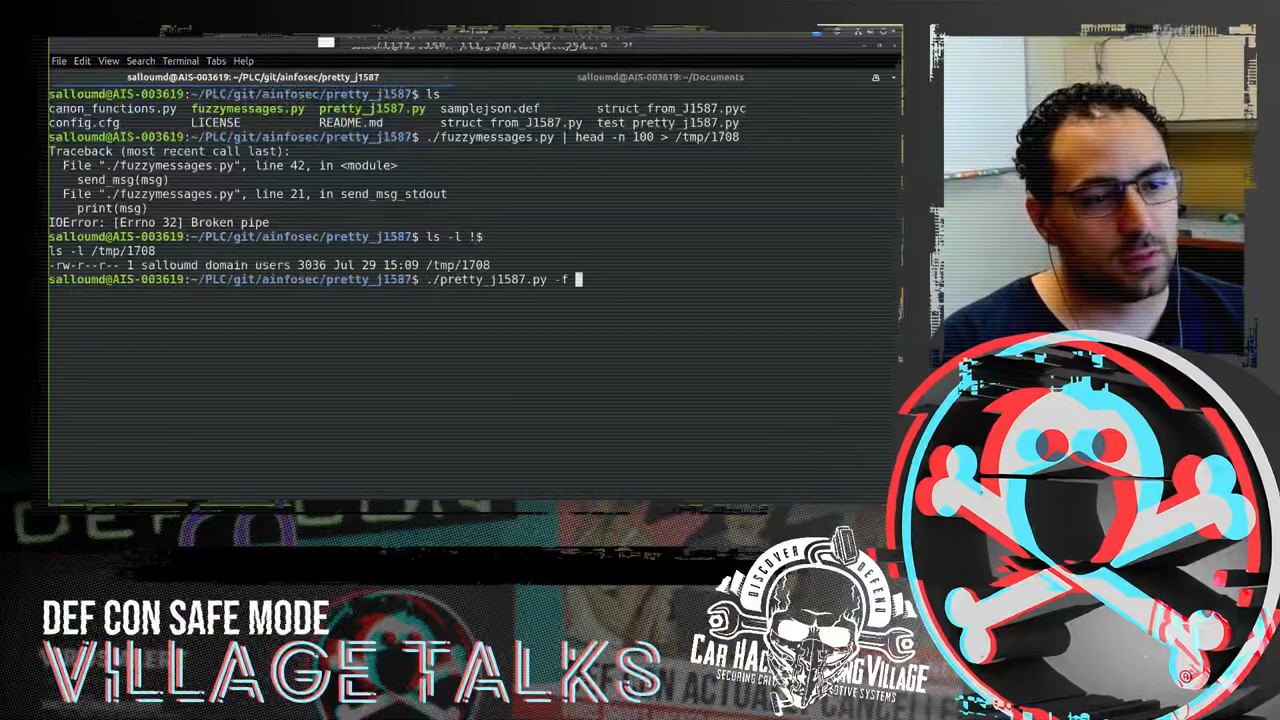 File Edit View Search Terminal Tabs Help
salloumd@AIS-003619:~/PLC/git/ainfosec/pretty_j1587
salloumd@AIS-003619:~/Documents
salloumd@AIS-003619:~/PLC/git/ainfosec/pretty_j1587$ ls
canon_functions.py fuzzymessages.py pretty_j1587.py samplejson.def struct_from_J1587.pyc
config.cfg LICENSE README.md struct_from_J1587.py test_pretty_j1587.py
salloumd@AIS-003619:~/PLC/git/ainfosec/pretty_j1587$ ./fuzzymessages.py | head -n 100 > /tmp/1708
Traceback (most recent call last):
File "./fuzzymessages.py", line 42, in <module>
send_msg(msg)
File "./fuzzymessages.py", line 21, in send_msg_stdout
print(msg)
IOError: [Errno 32] Broken pipe
salloumd@AIS-003619:~/PLC/git/ainfosec/pretty_j1587$ ls -l !$
ls -l /tmp/1708
-rw-r--r-- 1 salloumd domain users 3036 Jul 29 15:09 /tmp/1708
salloumd@AIS-003619:~/PLC/git/ainfosec/pretty_j1587$ ./pretty_j1587.py -f
DEF CON SAFE MODE
VILLAGE TALKS
DISCOVER DEFEND